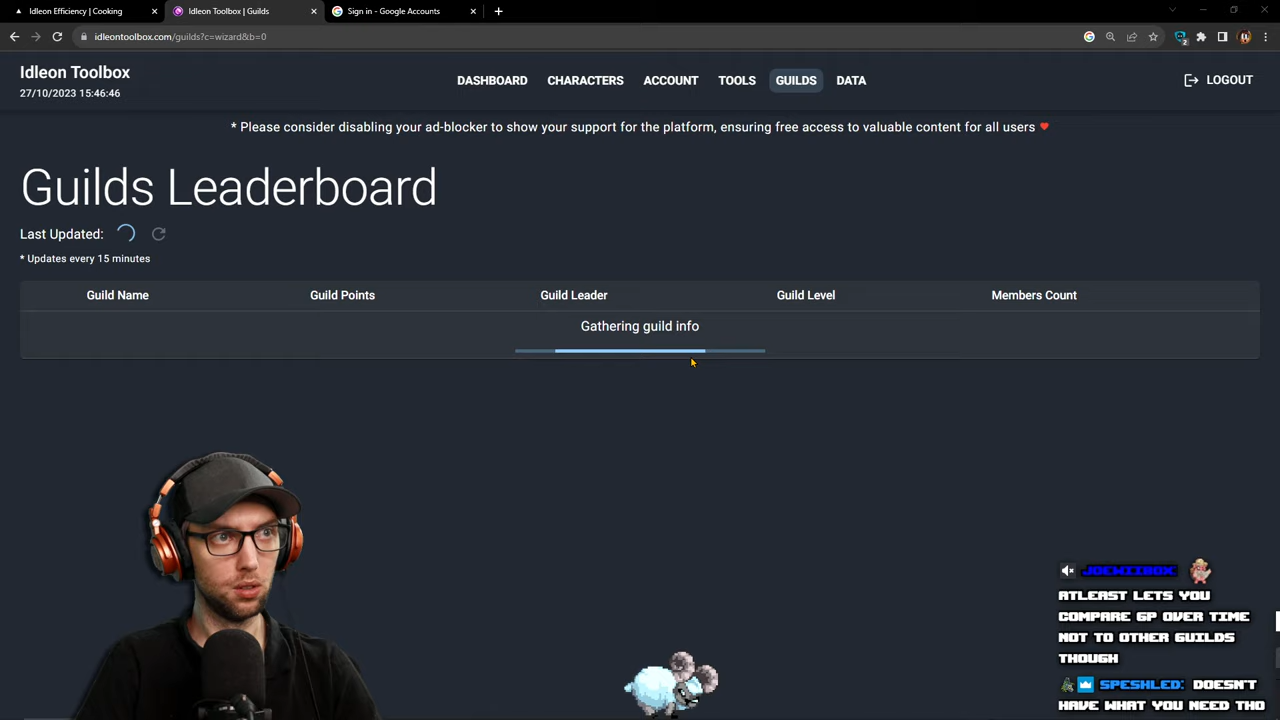 Idleon Efficiency | Cooking
Idleon Toolbox | Guilds
Sign in - Google Accounts
idleontoolbox.com/guilds?c=wizard&b=0
2
Idleon Toolbox
27/10/2023 15:46:46
DASHBOARD CHARACTERS ACCOUNT TOOLS GUILDS DATA
LOGOUT
* Please consider disabling your ad-blocker to show your support for the platform, ensuring free access to valuable content for all users
Guilds Leaderboard
Last Updated:
* Updates every 15 minutes
Guild Name Guild Points Guild Leader Guild Level Members Count
Gathering guild info
JOEWIIBOX:
ATLEAST LETS YOU
COMPARE GP OVER TIME
NOT TO OTHER GUILDS
THOUGH
SPESHLED: DOESN'T
HAVE WHAT YOU NEED THO